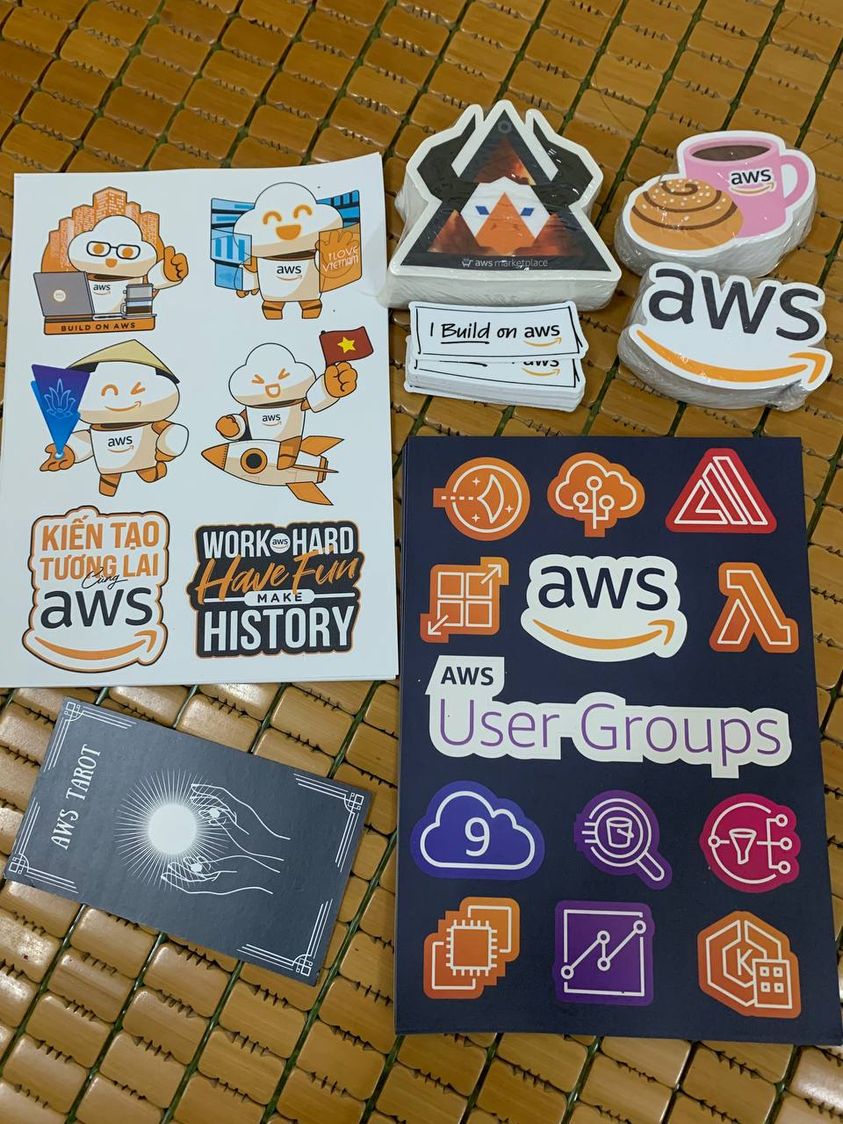 aws
BUILD ON AWS
aws
I LOVE
VIETNAM
aws
aws
KIẾN TẠO
TƯƠNG LAI
Cùng
aws
WORK aws HARD
Have Fun
MAKE
HISTORY
aws marketplace
aws
I Build on aws
aws
aws
aws
AWS
User Groups
9
K
AWS TAROT